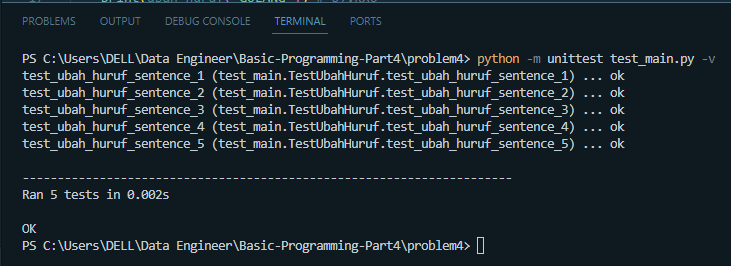 PROBLEMS OUTPUT DEBUG CONSOLE TERMINAL PORTS
PS C:\Users\DELL\Data Engineer\Basic-Programming-Part4\problem4> python -m unittest test_main.py -v
test_ubah_huruf_sentence_1 (test_main.TestUbahHuruf.test_ubah_huruf_sentence_1) ... ok
test_ubah_huruf_sentence_2 (test_main.TestUbahHuruf.test_ubah_huruf_sentence_2) ... ok
test_ubah_huruf_sentence_3 (test_main.TestUbahHuruf.test_ubah_huruf_sentence_3) ... ok
test_ubah_huruf_sentence_4 (test_main.TestUbahHuruf.test_ubah_huruf_sentence_4) ... ok
test_ubah_huruf_sentence_5 (test_main.TestUbahHuruf.test_ubah_huruf_sentence_5) ... ok
----------------------------------------------------------------------
Ran 5 tests in 0.002s
OK
PS C:\Users\DELL\Data Engineer\Basic-Programming-Part4\problem4>